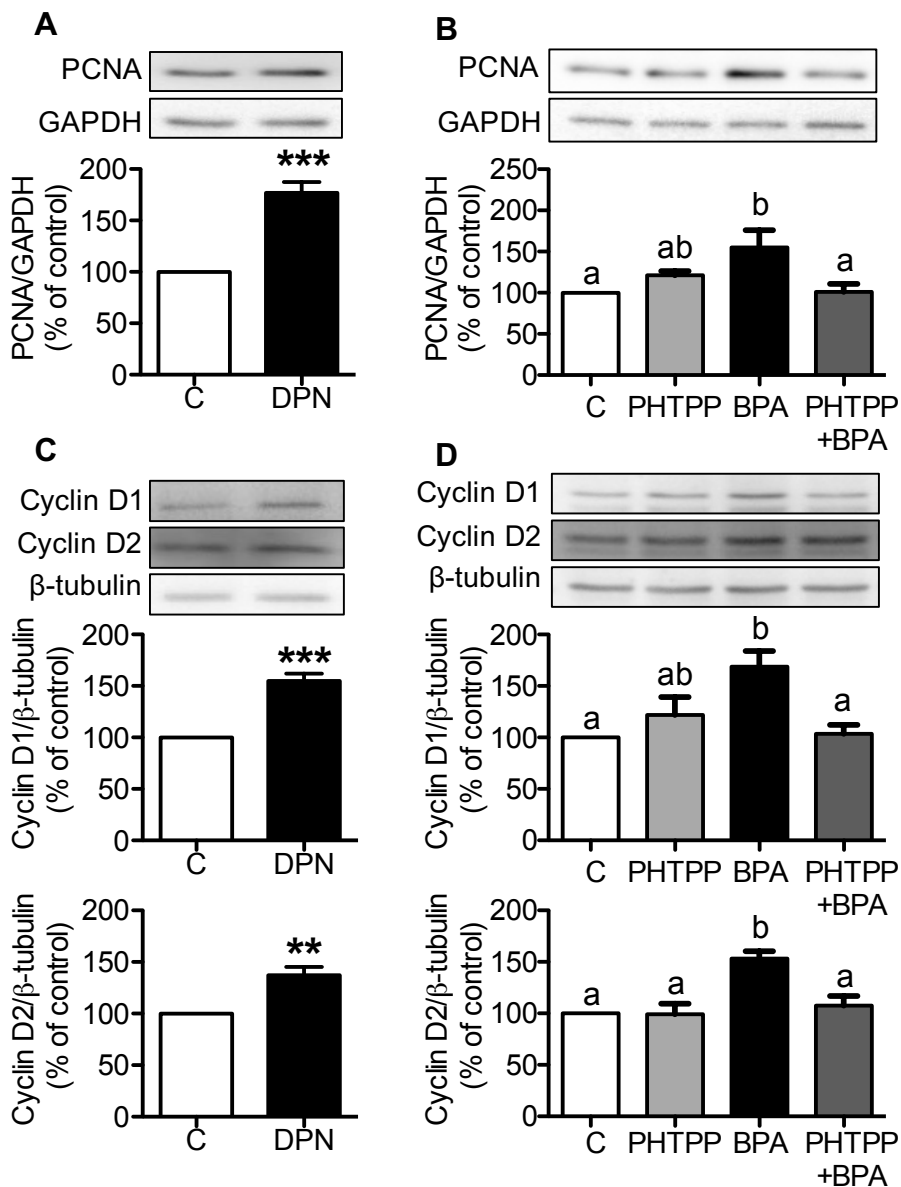 A
PCNA
GAPDH
PCNA/GAPDH
(% of control)
200
150
100
50
0
***
C
DPN
B
PCNA
GAPDH
PCNA/GAPDH
(% of control)
250
200
150
100
50
0
a
ab
b
a
C
PHTPP
BPA
PHTPP
+BPA
C
Cyclin D1
Cyclin D2
β-tubulin
Cyclin D1/β-tubulin
(% of control)
200
150
100
50
0
***
C
DPN
Cyclin D2/β-tubulin
(% of control)
200
150
100
50
0
**
C
DPN
D
Cyclin D1
Cyclin D2
β-tubulin
Cyclin D1/β-tubulin
(% of control)
200
150
100
50
0
a
ab
b
a
C
PHTPP
BPA
PHTPP
+BPA
Cyclin D2/β-tubulin
(% of control)
200
150
100
50
0
a
a
b
a
C
PHTPP
BPA
PHTPP
+BPA